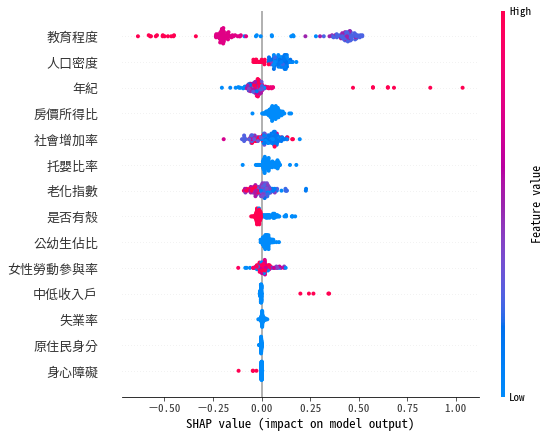 High
教育程度
人口密度
年紀
房價所得比
社會增加率
托嬰比率
老化指數
是否有殼
公幼生佔比
女性勞動參與率
中低收入戶
失業率
原住民身分
身心障礙
Low
Feature value
−0.50 −0.25 0.00 0.25 0.50 0.75 1.00
SHAP value (impact on model output)